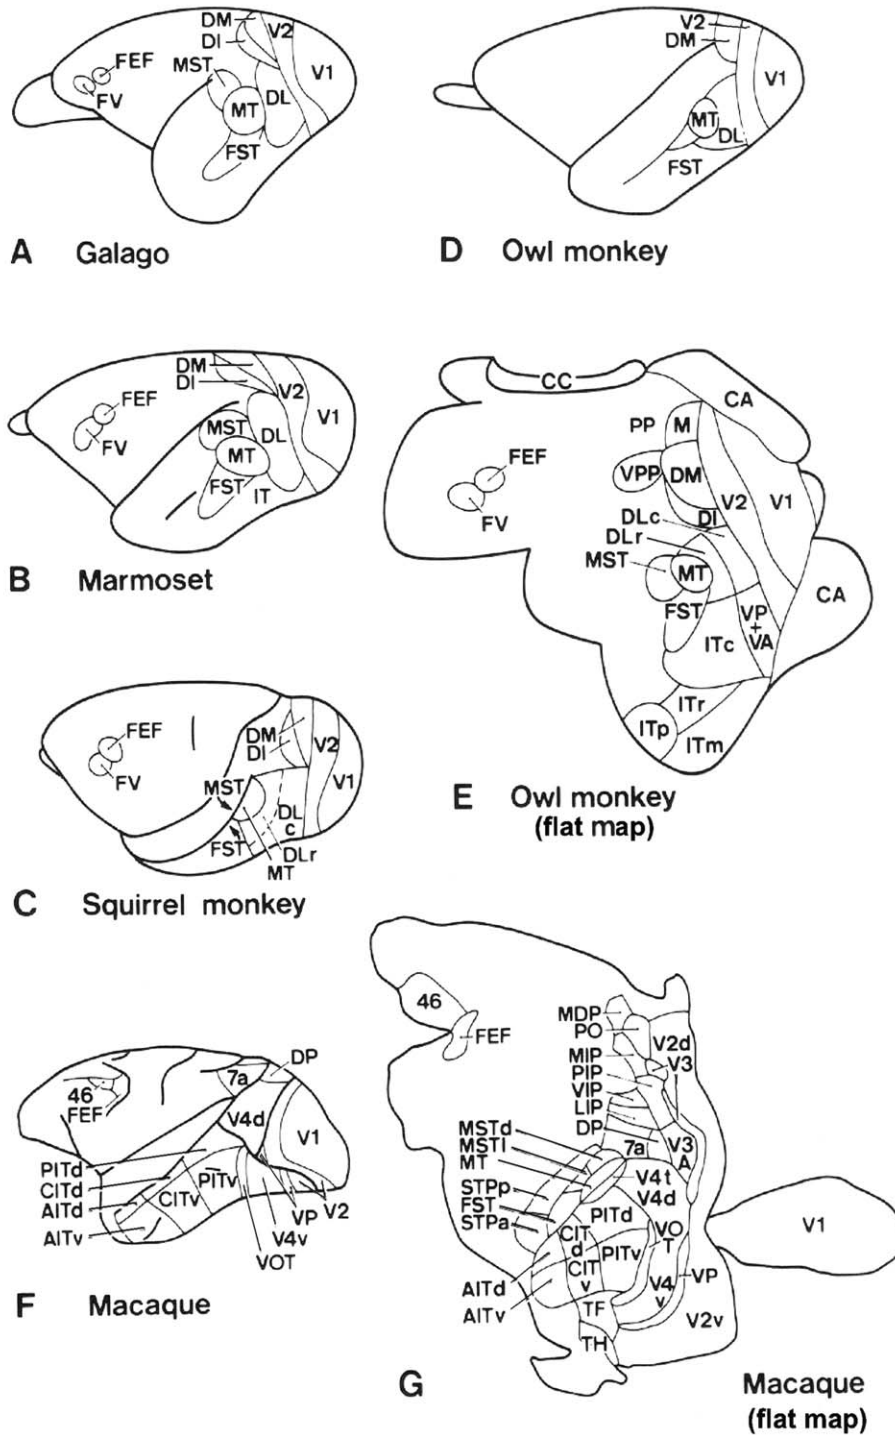 DM
DI
V2
MST
FEF
FV
MT
DL
V1
FST
A Galago
V2
DM
V1
MT
DL
FST
D Owl monkey
DM
DI
V2
FEF
FV
MST
DL
MT
V1
FST
IT
B Marmoset
CC
CA
PP
M
FEF
VPP
DM
V2
V1
FV
DI
DLc
DLr
MST
MT
CA
FST
VP
+
VA
ITc
ITr
ITp
ITm
E Owl monkey
(flat map)
FEF
FV
DM
DI
V2
V1
MST
DL
c
FST
DLr
MT
C Squirrel monkey
DP
7a
46
FEF
V4d
V1
PITd
CITd
AITd
AITv
PITv
CITv
V2
VP
V4v
VOT
F Macaque
46
FEF
MDP
PO
V2d
MIP
V3
PIP
VIP
LIP
DP
MSTd
7a
V3
A
MSTl
MT
V4t
V4d
STPp
FST
STPa
PITd
VO
T
V1
CIT
d
PITv
CIT
v
AITd
AITv
V4
v
VP
TF
V2v
TH
G Macaque
(flat map)